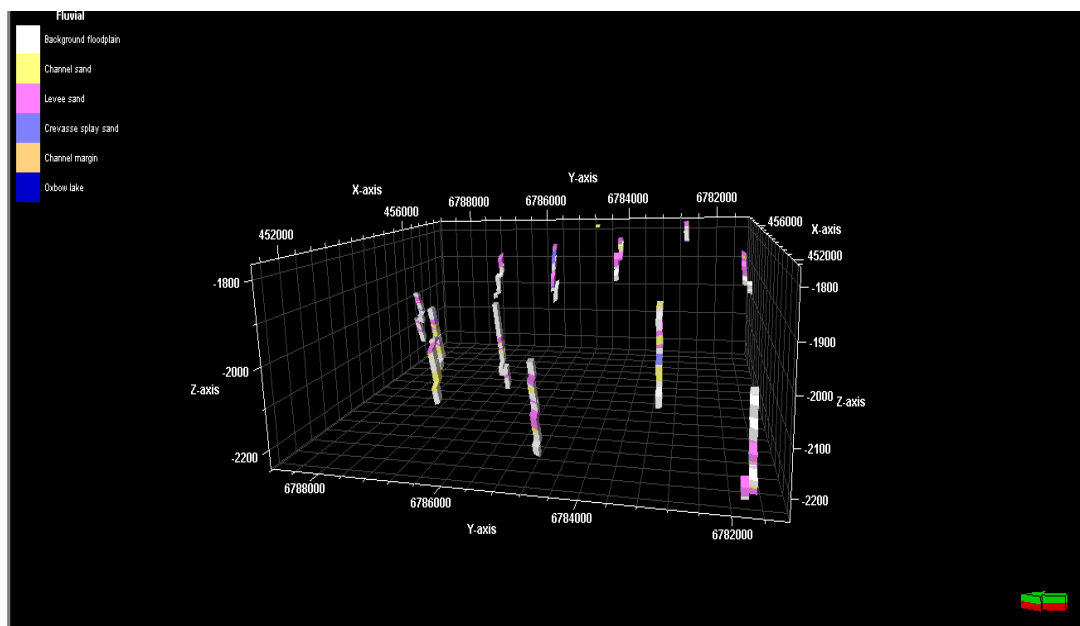 Fluvial
Background floodplain
Channel sand
Levee sand
Crevasse splay sand
Channel margin
Oxbow lake
Y-axis
X-axis
6788000
6786000
6784000
6782000
456000
456000
X-axis
452000
452000
-1800
-1800
-1900
-2000
Z-axis
-2000
Z-axis
-2100
-2200
-2200
6788000
6786000
6784000
6782000
Y-axis